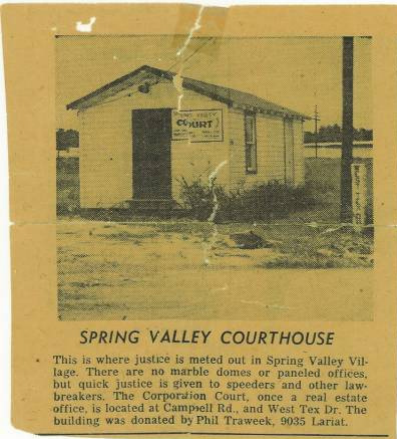 COURT
SPRING VALLEY COURTHOUSE
This is where justice is meted out in Spring Valley Vil-
lage. There are no marble domes or paneled offices,
but quick justice is given to speeders and other law-
breakers. The Corporation Court, once a real estate
office, is located at Campsell Rd., and West Tex Dr. The
building was donated by Phil Traweek, 9035 Lariat.